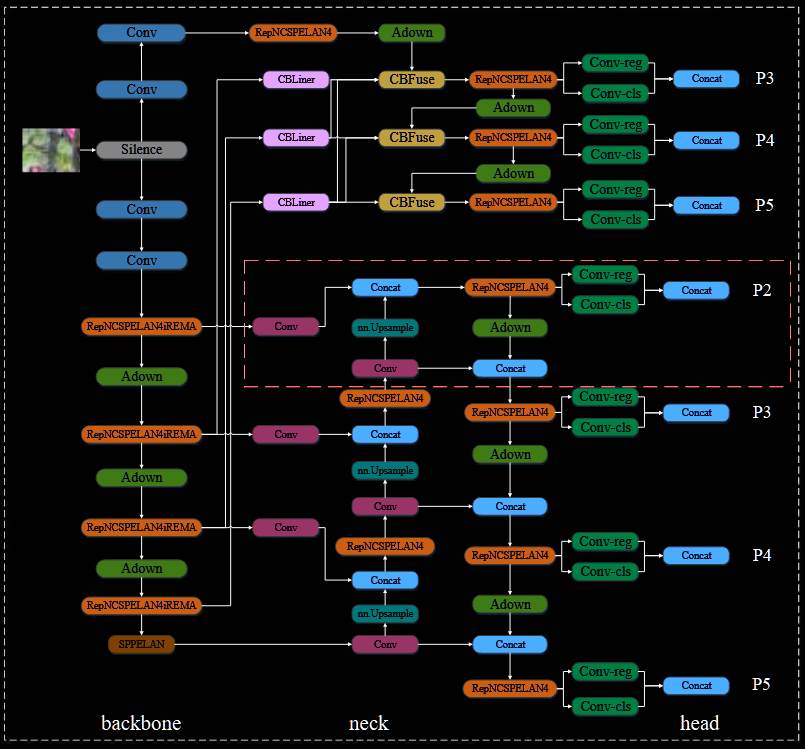 Conv RepNCSPELAN4 Adown
CBLiner CBFuse RepNCSPELAN4 Conv-reg Conv-cls Concat P3
Conv
Adown
Silence CBLiner CBFuse RepNCSPELAN4 Conv-reg Conv-cls Concat P4
Adown
Conv CBLiner CBFuse RepNCSPELAN4 Conv-reg Conv-cls Concat P5
Conv
Concat RepNCSPELAN4 Conv-reg Conv-cls Concat P2
RepNCSPELAN4iREMA Conv nn.Upsample Adown
Adown Conv Concat
RepNCSPELAN4 RepNCSPELAN4 Conv-reg Conv-cls Concat P3
RepNCSPELAN4iREMA Conv Concat
Adown nn.Upsample Adown
Conv Concat
RepNCSPELAN4iREMA Conv
RepNCSPELAN4 RepNCSPELAN4 Conv-reg Conv-cls Concat P4
Adown Concat
RepNCSPELAN4iREMA nn.Upsample Adown
SPPELAN Conv Concat
RepNCSPELAN4 Conv-reg Conv-cls Concat P5
backbone neck head